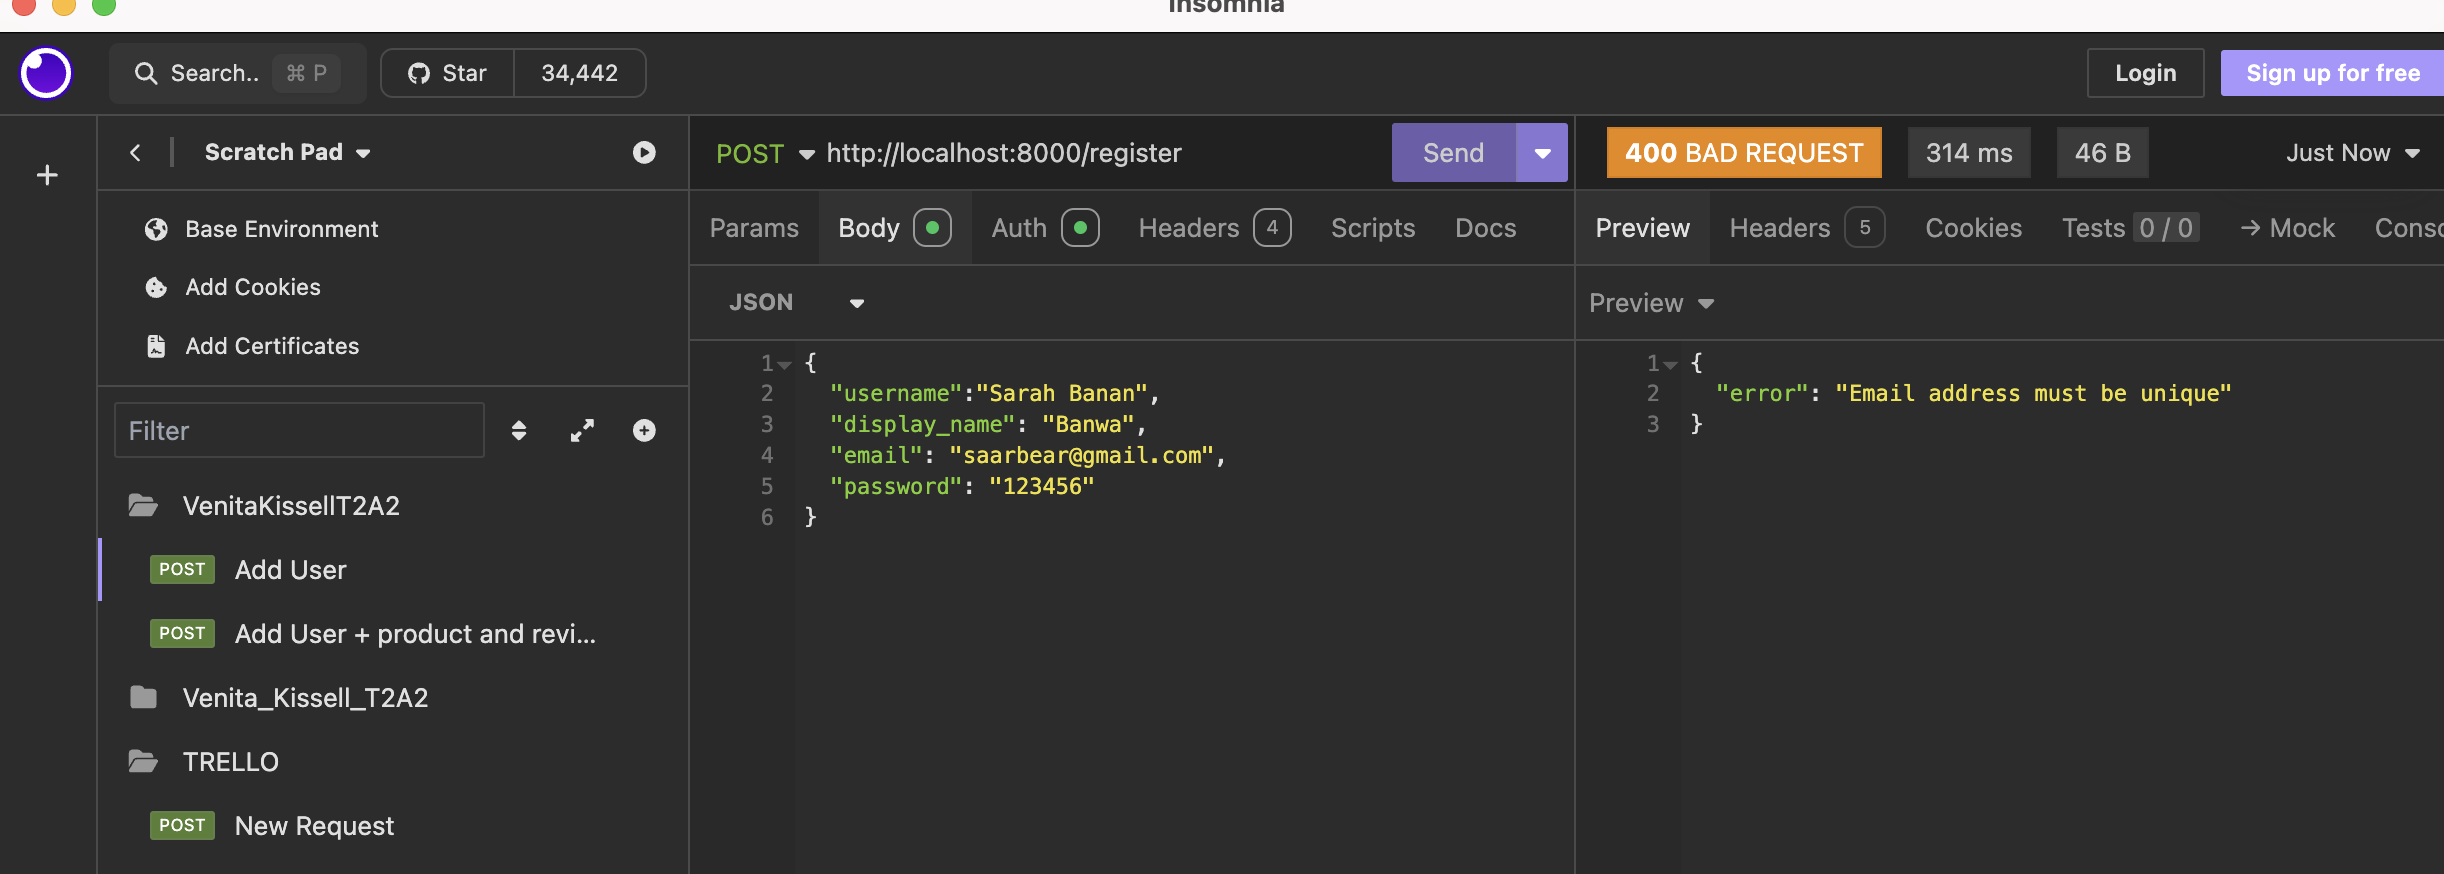 Insomnia
Search.. ⌘ P
Star 34,442
Login
Sign up for free
Scratch Pad
Base Environment
Add Cookies
Add Certificates
Filter
VenitaKissellT2A2
POST Add User
POST Add User + product and revi...
Venita_Kissell_T2A2
TRELLO
POST New Request
POST http://localhost:8000/register Send
Params Body Auth Headers 4 Scripts Docs
JSON
1 {
2 "username":"Sarah Banan",
3 "display_name": "Banwa",
4 "email": "saarbear@gmail.com",
5 "password": "123456"
6 }
400 BAD REQUEST 314 ms 46 B Just Now
Preview Headers 5 Cookies Tests 0 / 0 → Mock Conso
Preview
1 {
2 "error": "Email address must be unique"
3 }